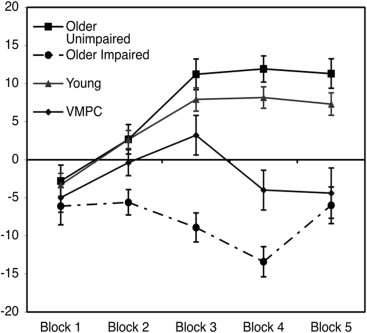 20
15
10
5
0
-5
-10
-15
-20
Older
Unimpaired
Older Impaired
Young
VMPC
Block 1 Block 2 Block 3 Block 4 Block 5